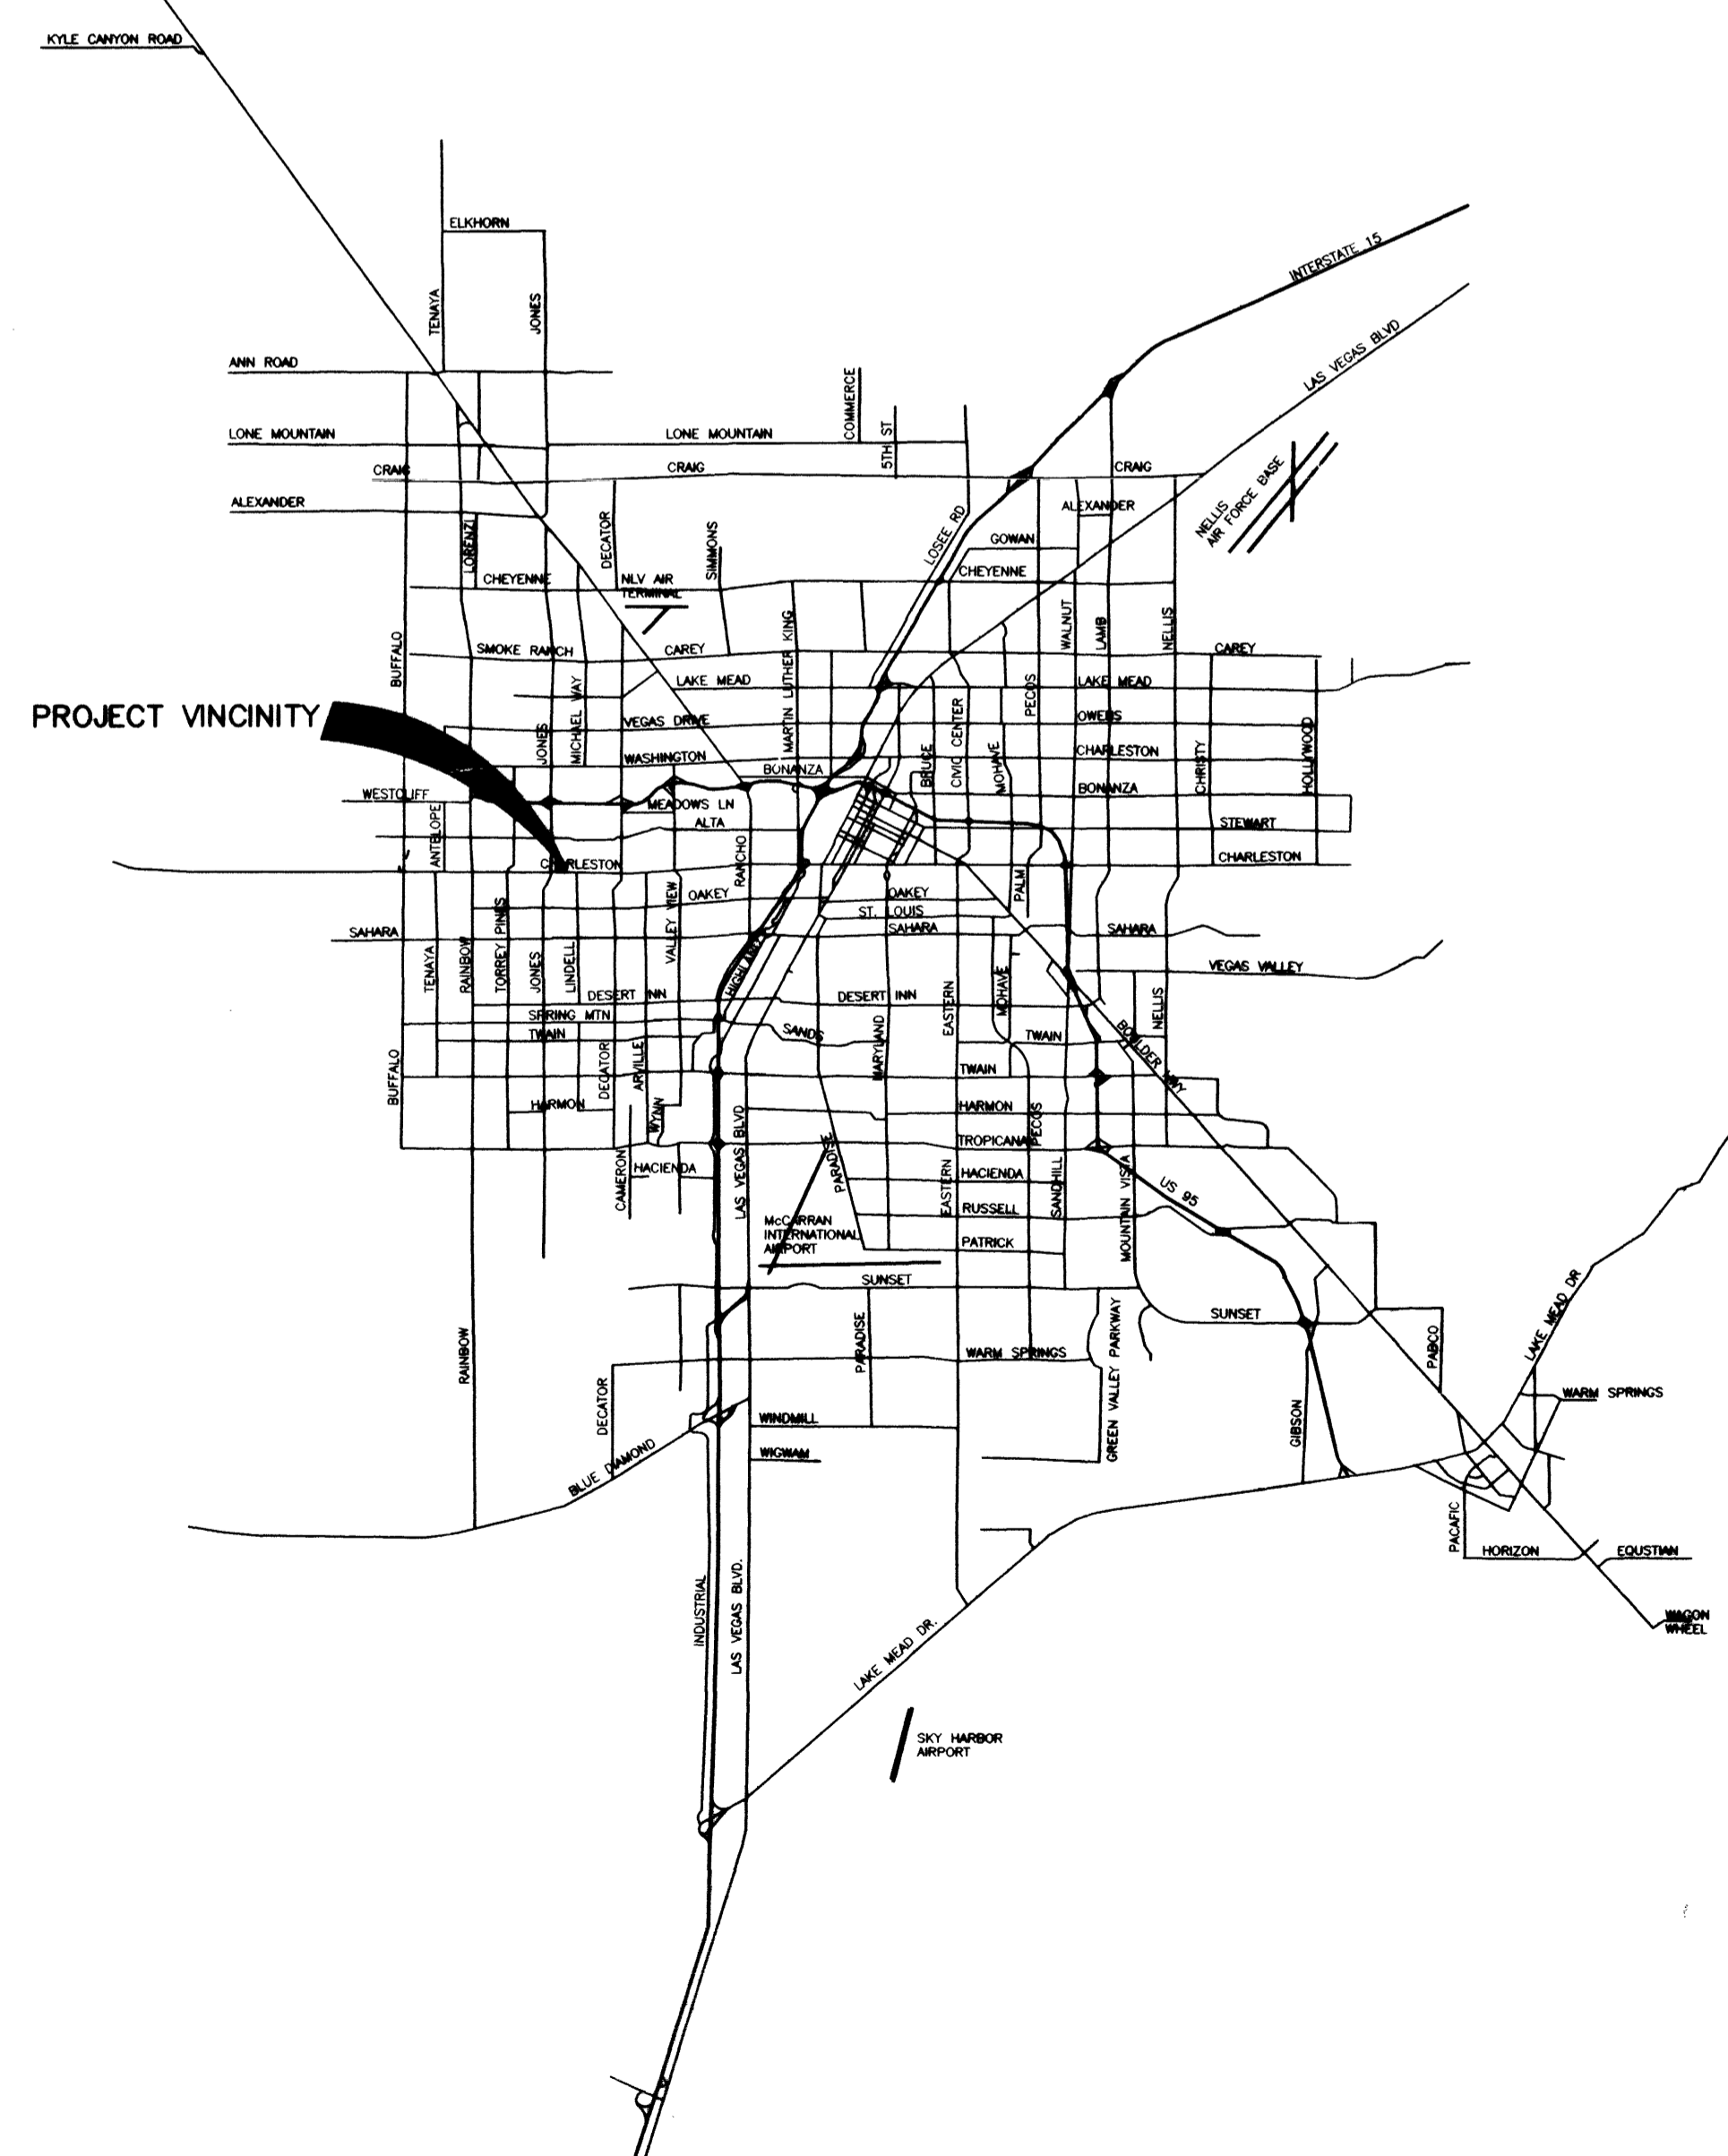 KYLE CANYON ROAD
ELKHORN
TENAYA
JONES
INTERSTATE 15
LAS VEGAS BLVD
ANN ROAD
COMMERCE
5TH ST
LONE MOUNTAIN
LONE MOUNTAIN
CRAIG
CRAIG
CRAIG
NELLIS
AIR FORCE BASE
ALEXANDER
ALEXANDER
LORENZI
DECATOR
SIMMONS
LOSEE RD
GOWAN
CHEYENNE
NLV AIR
TERMINAL
CHEYENNE
BUFFALO
MARTIN LUTHER KING
WALNUT
LAMB
NELLIS
SMOKE RANCH
CAREY
CAREY
LAKE MEAD
PECOS
LAKE MEAD
PROJECT VINCINITY
JONES
MICHAEL WAY
VEGAS DRIVE
CIVIC CENTER
OWENS
HOLLYWOOD
WASHINGTON
BRUCE
MOHAVE
CHARLESTON
CHRISTY
BONANZA
WESTCLIFF
MEADOWS LN
BONANZA
ANTELOPE
ALTA
STEWART
CHARLESTON
RANCHO
CHARLESTON
VALLEY VIEW
OAKEY
OAKEY
PALM
ST. LOUIS
SAHARA
TORREY PINES
SAHARA
SAHARA
TENAYA
RAINBOW
JONES
LINDELL
HIGHLAND
VEGAS VALLEY
DESERT INN
DESERT INN
EASTERN
MOHAVE
NELLIS
SPRING MTN
TWAIN
SANDS
MARYLAND
TWAIN
BOULDER HWY
BUFFALO
DECATOR
ARVILLE
TWAIN
HARMON
WYNN
LAS VEGAS BLVD
HARMON
PECOS
TROPICANA
CAMERON
HACIENDA
PARADISE
EASTERN
HACIENDA
SANDHILL
MOUNTAIN VISTA
US 95
RUSSELL
McCARRAN
INTERNATIONAL
AIRPORT
PATRICK
SUNSET
SUNSET
RAINBOW
PARADISE
WARM SPRINGS
GREEN VALLEY PARKWAY
PABCO
LAKE MEAD DR
WARM SPRINGS
DECATOR
WINDMILL
GIBSON
WIGWAM
BLUE DIAMOND
PACAFIC
HORIZON
EQUSTIAN
INDUSTRIAL
LAS VEGAS BLVD.
LAKE MEAD DR.
WAGON
WHEEL
SKY HARBOR
AIRPORT